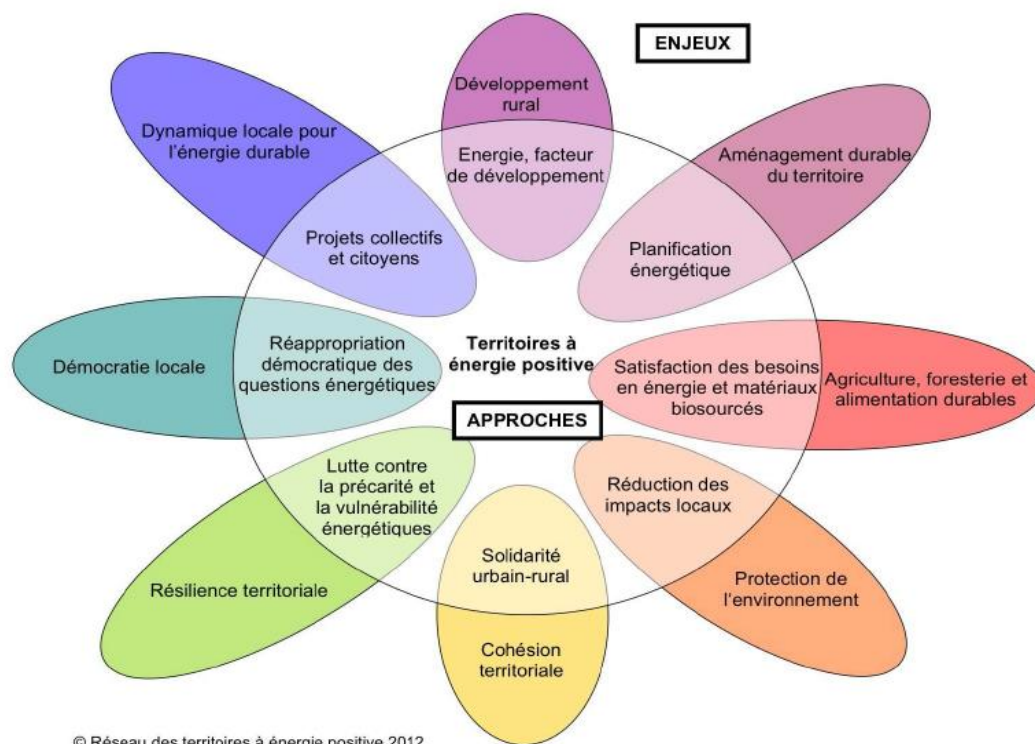 ENJEUX
Développement
rural
Energie, facteur
de développement
Dynamique locale pour
l'énergie durable
Projets collectifs
et citoyens
Aménagement durable
du territoire
Planification
énergétique
Démocratie locale
Réappropriation
démocratique des
questions énergétiques
Territoires à
énergie positive
APPROCHES
Satisfaction des besoins
en énergie et matériaux
biosourcés
Agriculture, foresterie et
alimentation durables
Lutte contre
la précarité et
la vulnérabilité
énergétiques
Résilience territoriale
Réduction des
impacts locaux
Protection de
l'environnement
Solidarité
urbain-rural
Cohésion
territoriale
© Réseau des territoires à énergie positive 2012